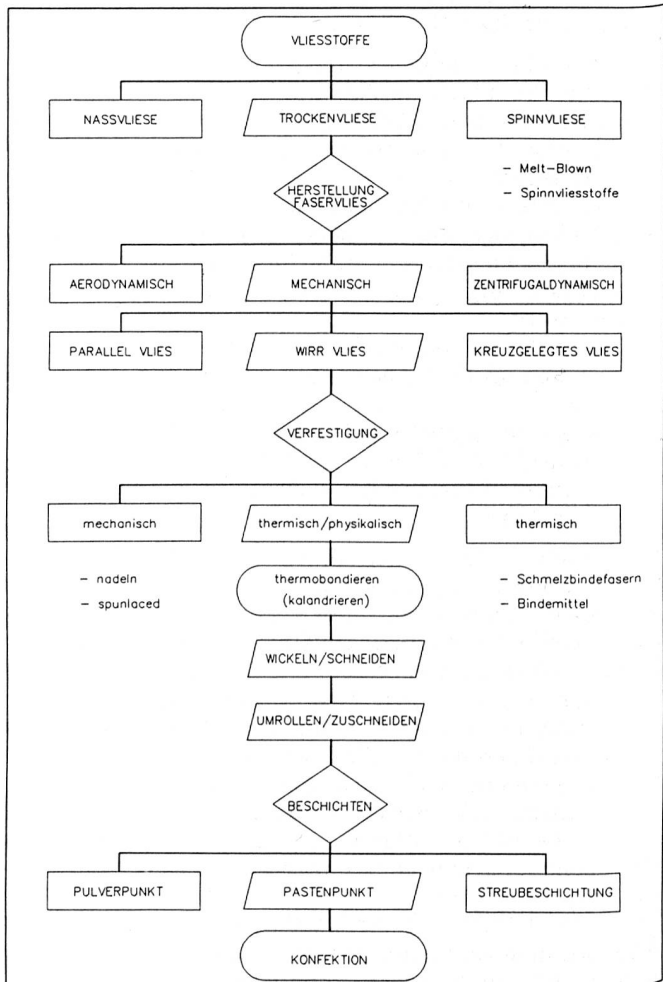 VLIESSTOFFE
NASSVLIESE
TROCKENVLIESE
SPINNVLIESE
– Melt–Blown
– Spinnvliesstoffe
HERSTELLUNG
FASERVLIES
AERODYNAMISCH
MECHANISCH
ZENTRIFUGALDYNAMISCH
PARALLEL VLIES
WIRR VLIES
KREUZGELEGTES VLIES
VERFESTIGUNG
mechanisch
thermisch/physikalisch
thermisch
– nadeln
– spunlaced
thermobondieren
(kalandrieren)
– Schmelzbindefasern
– Bindemittel
WICKELN/SCHNEIDEN
UMROLLEN/ZUSCHNEIDEN
BESCHICHTEN
PULVERPUNKT
PASTENPUNKT
STREUBESCHICHTUNG
KONFEKTION